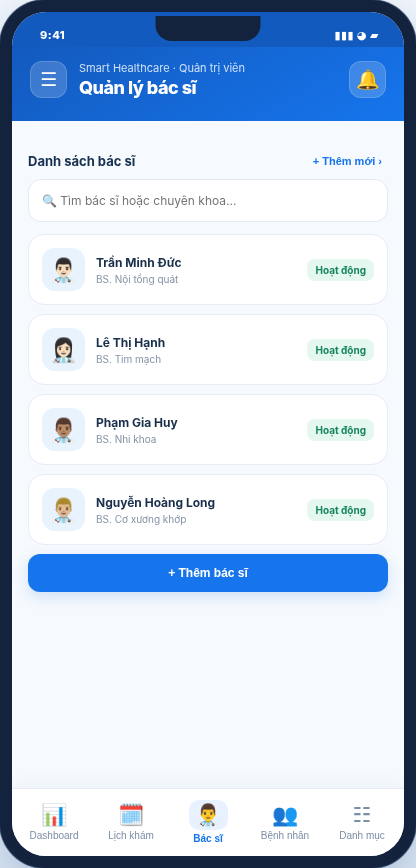 9:41
Smart Healthcare · Quản trị viên
Quản lý bác sĩ
Danh sách bác sĩ
+ Thêm mới ›
Tìm bác sĩ hoặc chuyên khoa...
Trần Minh Đức
BS. Nội tổng quát
Hoạt động
Lê Thị Hạnh
BS. Tim mạch
Hoạt động
Phạm Gia Huy
BS. Nhi khoa
Hoạt động
Nguyễn Hoàng Long
BS. Cơ xương khớp
Hoạt động
+ Thêm bác sĩ
Dashboard
Lịch khám
Bác sĩ
Bệnh nhân
Danh mục